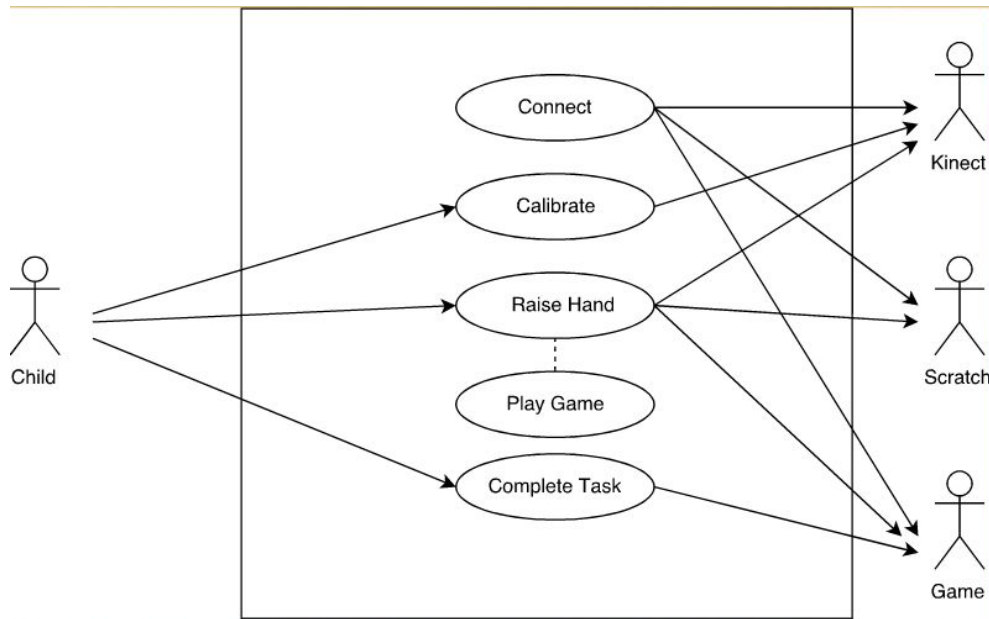 Connect
Kinect
Calibrate
Raise Hand
Child
Scratch
Play Game
Complete Task
Game